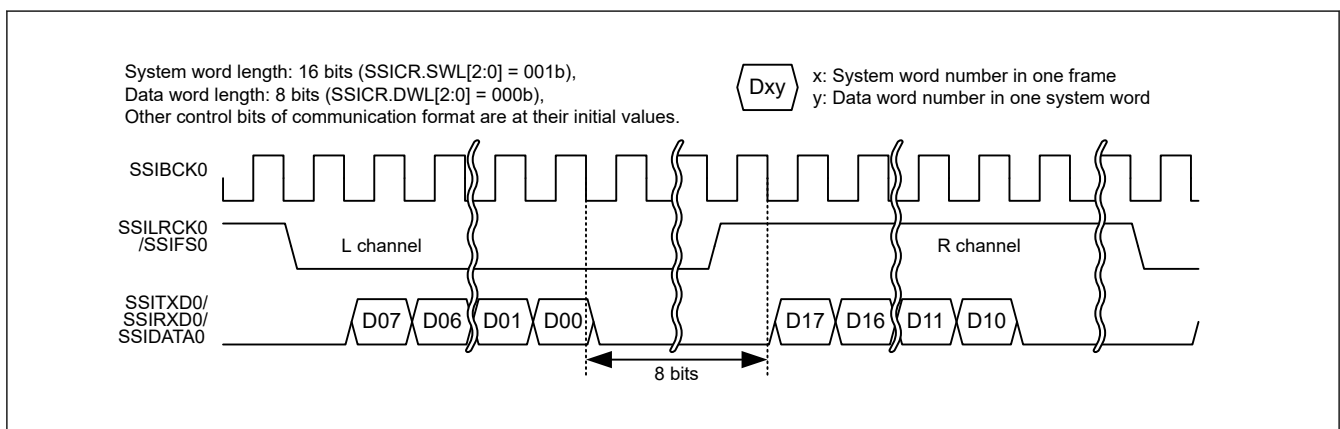 System word length: 16 bits (SSICR.SWL[2:0] = 001b),
Data word length: 8 bits (SSICR.DWL[2:0] = 000b),
Other control bits of communication format are at their initial values.
Dxy
x: System word number in one frame
y: Data word number in one system word
SSIBCK0
SSILRCK0
/SSIFS0
L channel
R channel
SSITXD0/
SSIRXD0/
SSIDATA0
D07 D06 D01 D00 D17 D16 D11 D10
8 bits